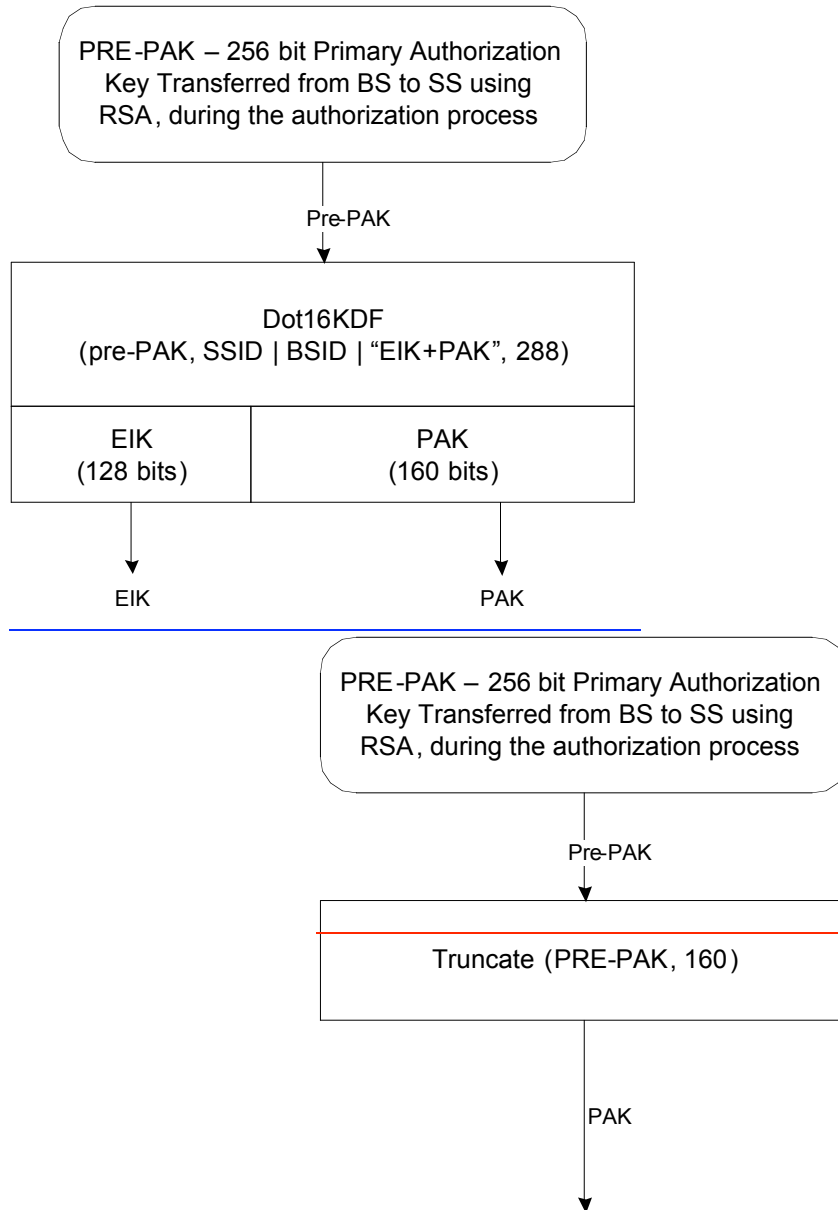 PRE-PAK – 256 bit Primary Authorization
Key Transferred from BS to SS using
RSA, during the authorization process
Pre-PAK
Dot16KDF
(pre-PAK, SSID | BSID | “EIK+PAK”, 288)
EIK
(128 bits)
PAK
(160 bits)
EIK
PAK
PRE-PAK – 256 bit Primary Authorization
Key Transferred from BS to SS using
RSA, during the authorization process
Pre-PAK
Truncate (PRE-PAK, 160)
PAK